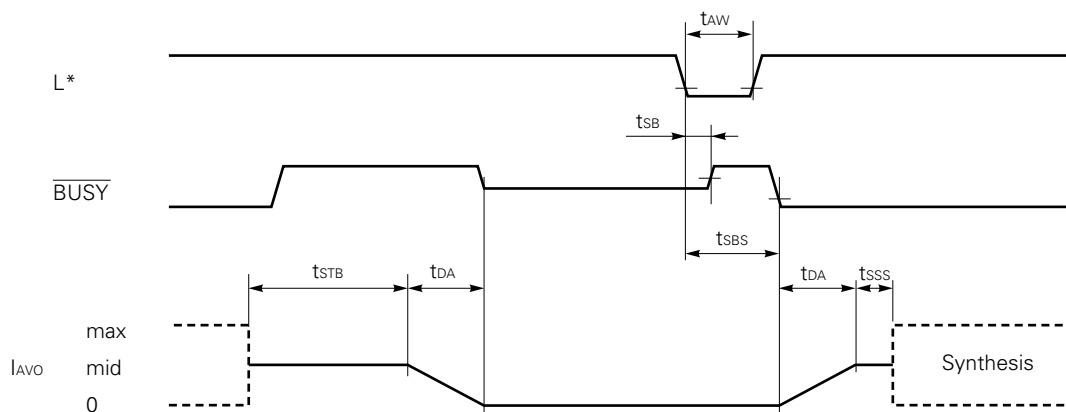 tAW
L*
tSB
BUSY
tSBS
tSTB
tDA
tDA
tSSS
max
IAVO
mid
Synthesis
0